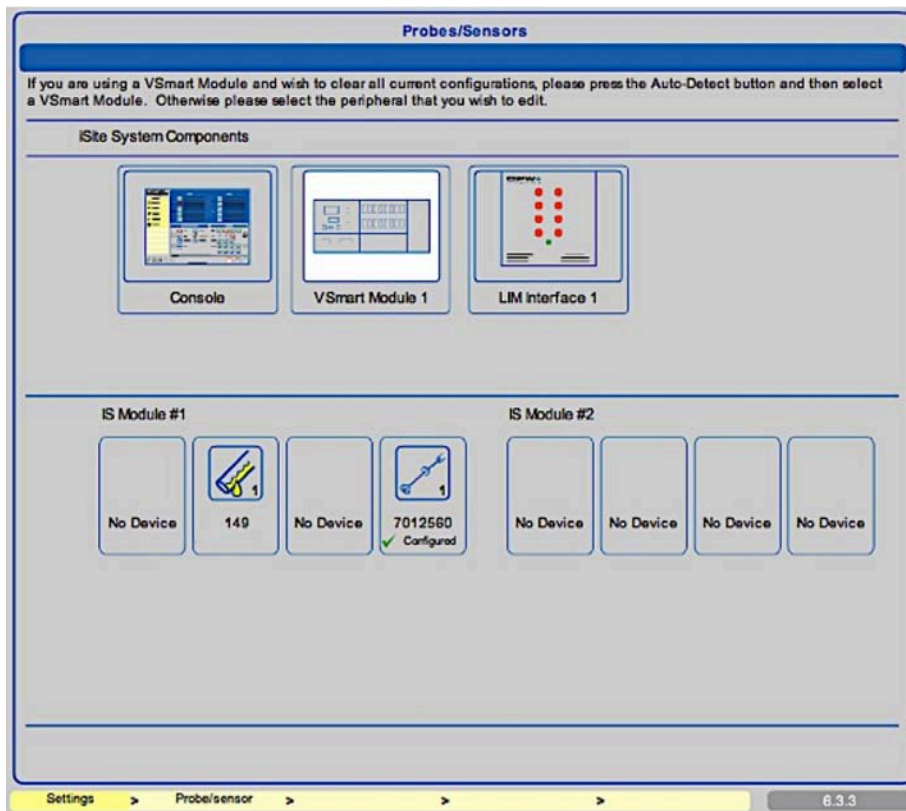 Probes/Sensors
If you are using a VSmart Module and wish to clear all current configurations, please press the Auto-Detect button and then select
a VSmart Module. Otherwise please select the peripheral that you wish to edit.
iSite System Components
Console
VSmart Module 1
LIM Interface 1
IS Module #1
IS Module #2
1
1
No Device
149
No Device
7012560
No Device
No Device
No Device
No Device
Configured
Settings > Probe/sensor > > >
6.3.3